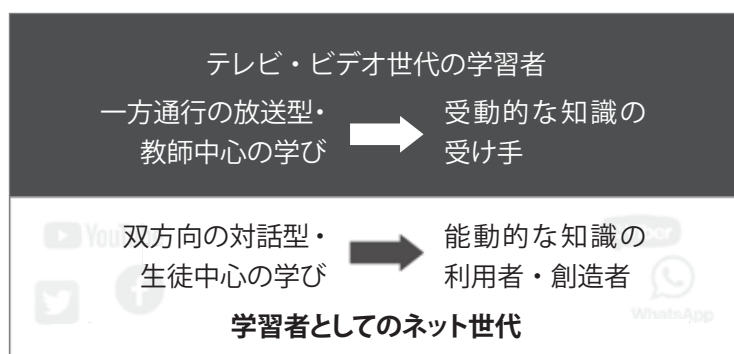 テレビ・ビデオ世代の学習者
一方通行の放送型・
教師中心の学び
受動的な知識の
受け手
双方向の対話型・
生徒中心の学び
能動的な知識の
利用者・創造者
学習者としてのネット世代
WhatsApp